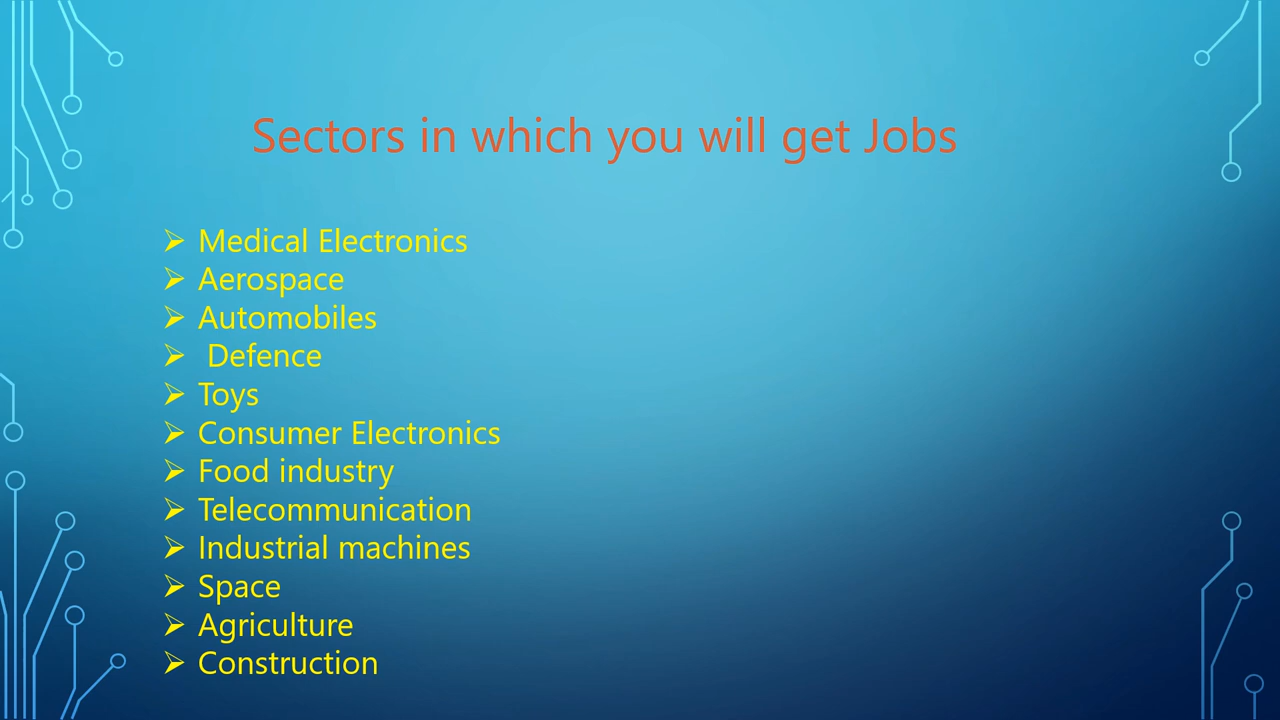 Sectors in which you will get Jobs
➢ Medical Electronics
➢ Aerospace
➢ Automobiles
➢ Defence
➢ Toys
➢ Consumer Electronics
➢ Food industry
➢ Telecommunication
➢ Industrial machines
➢ Space
➢ Agriculture
➢ Construction